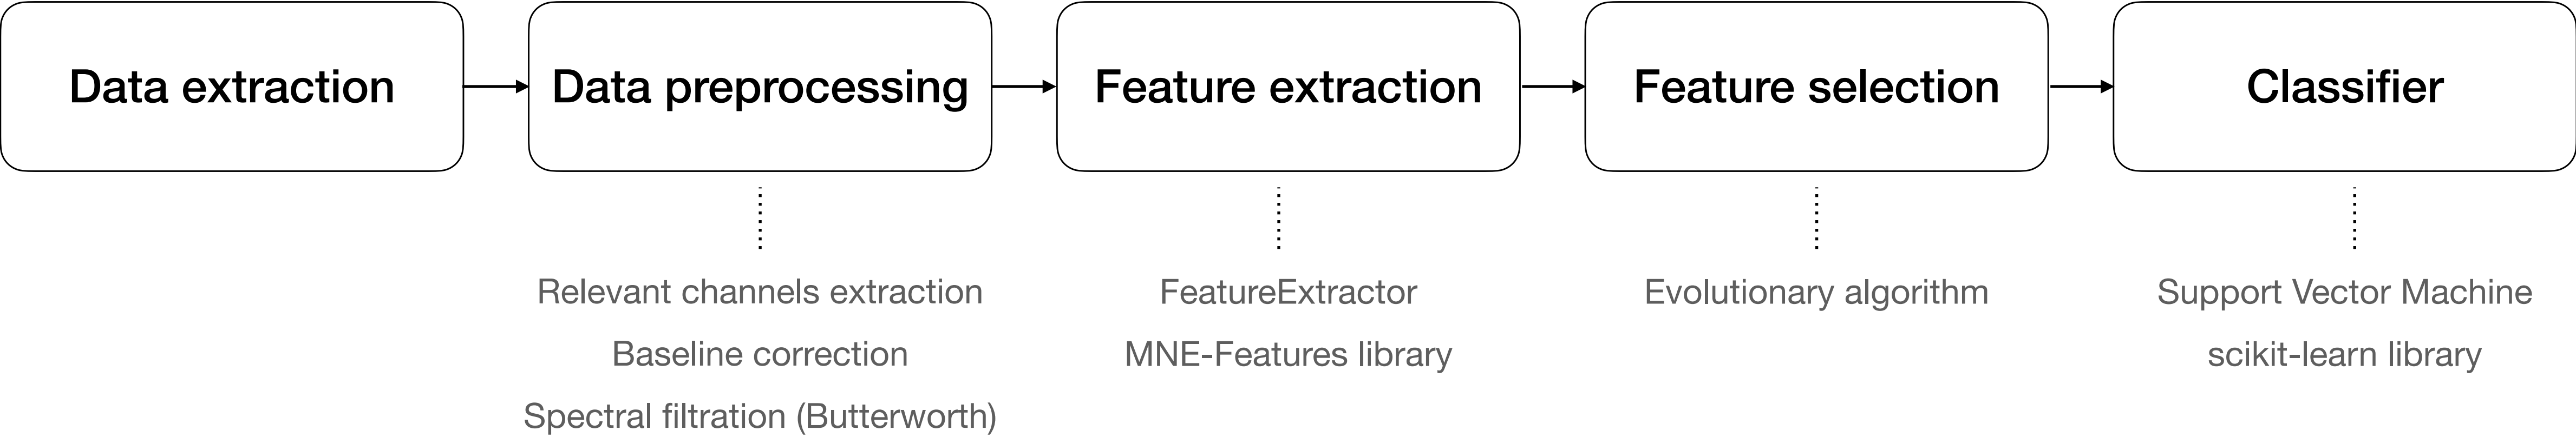 Data extraction
Data preprocessing
Feature extraction
Feature selection
Classifier
Relevant channels extraction
Baseline correction
Spectral filtration (Butterworth)
FeatureExtractor
MNE-Features library
Evolutionary algorithm
Support Vector Machine
scikit-learn library